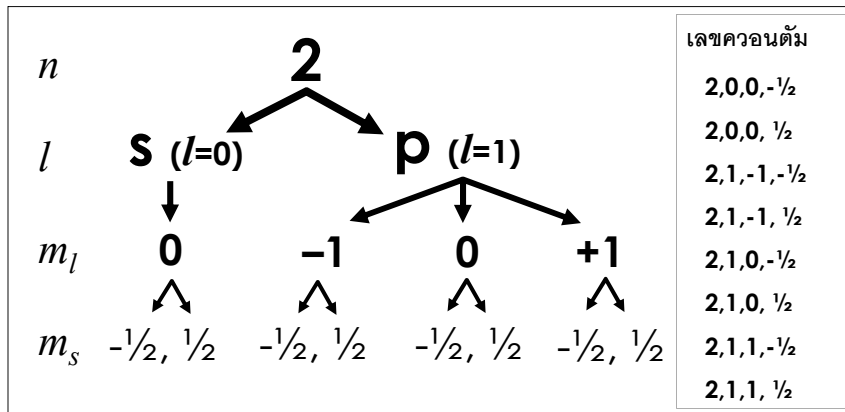 n 2
l s (l=0) p (l=1)
m_l 0 –1 0 +1
m_s -½, ½ -½, ½ -½, ½ -½, ½
เลขควอนตัม
2,0,0,-½
2,0,0, ½
2,1,-1,-½
2,1,-1, ½
2,1,0,-½
2,1,0, ½
2,1,1,-½
2,1,1, ½